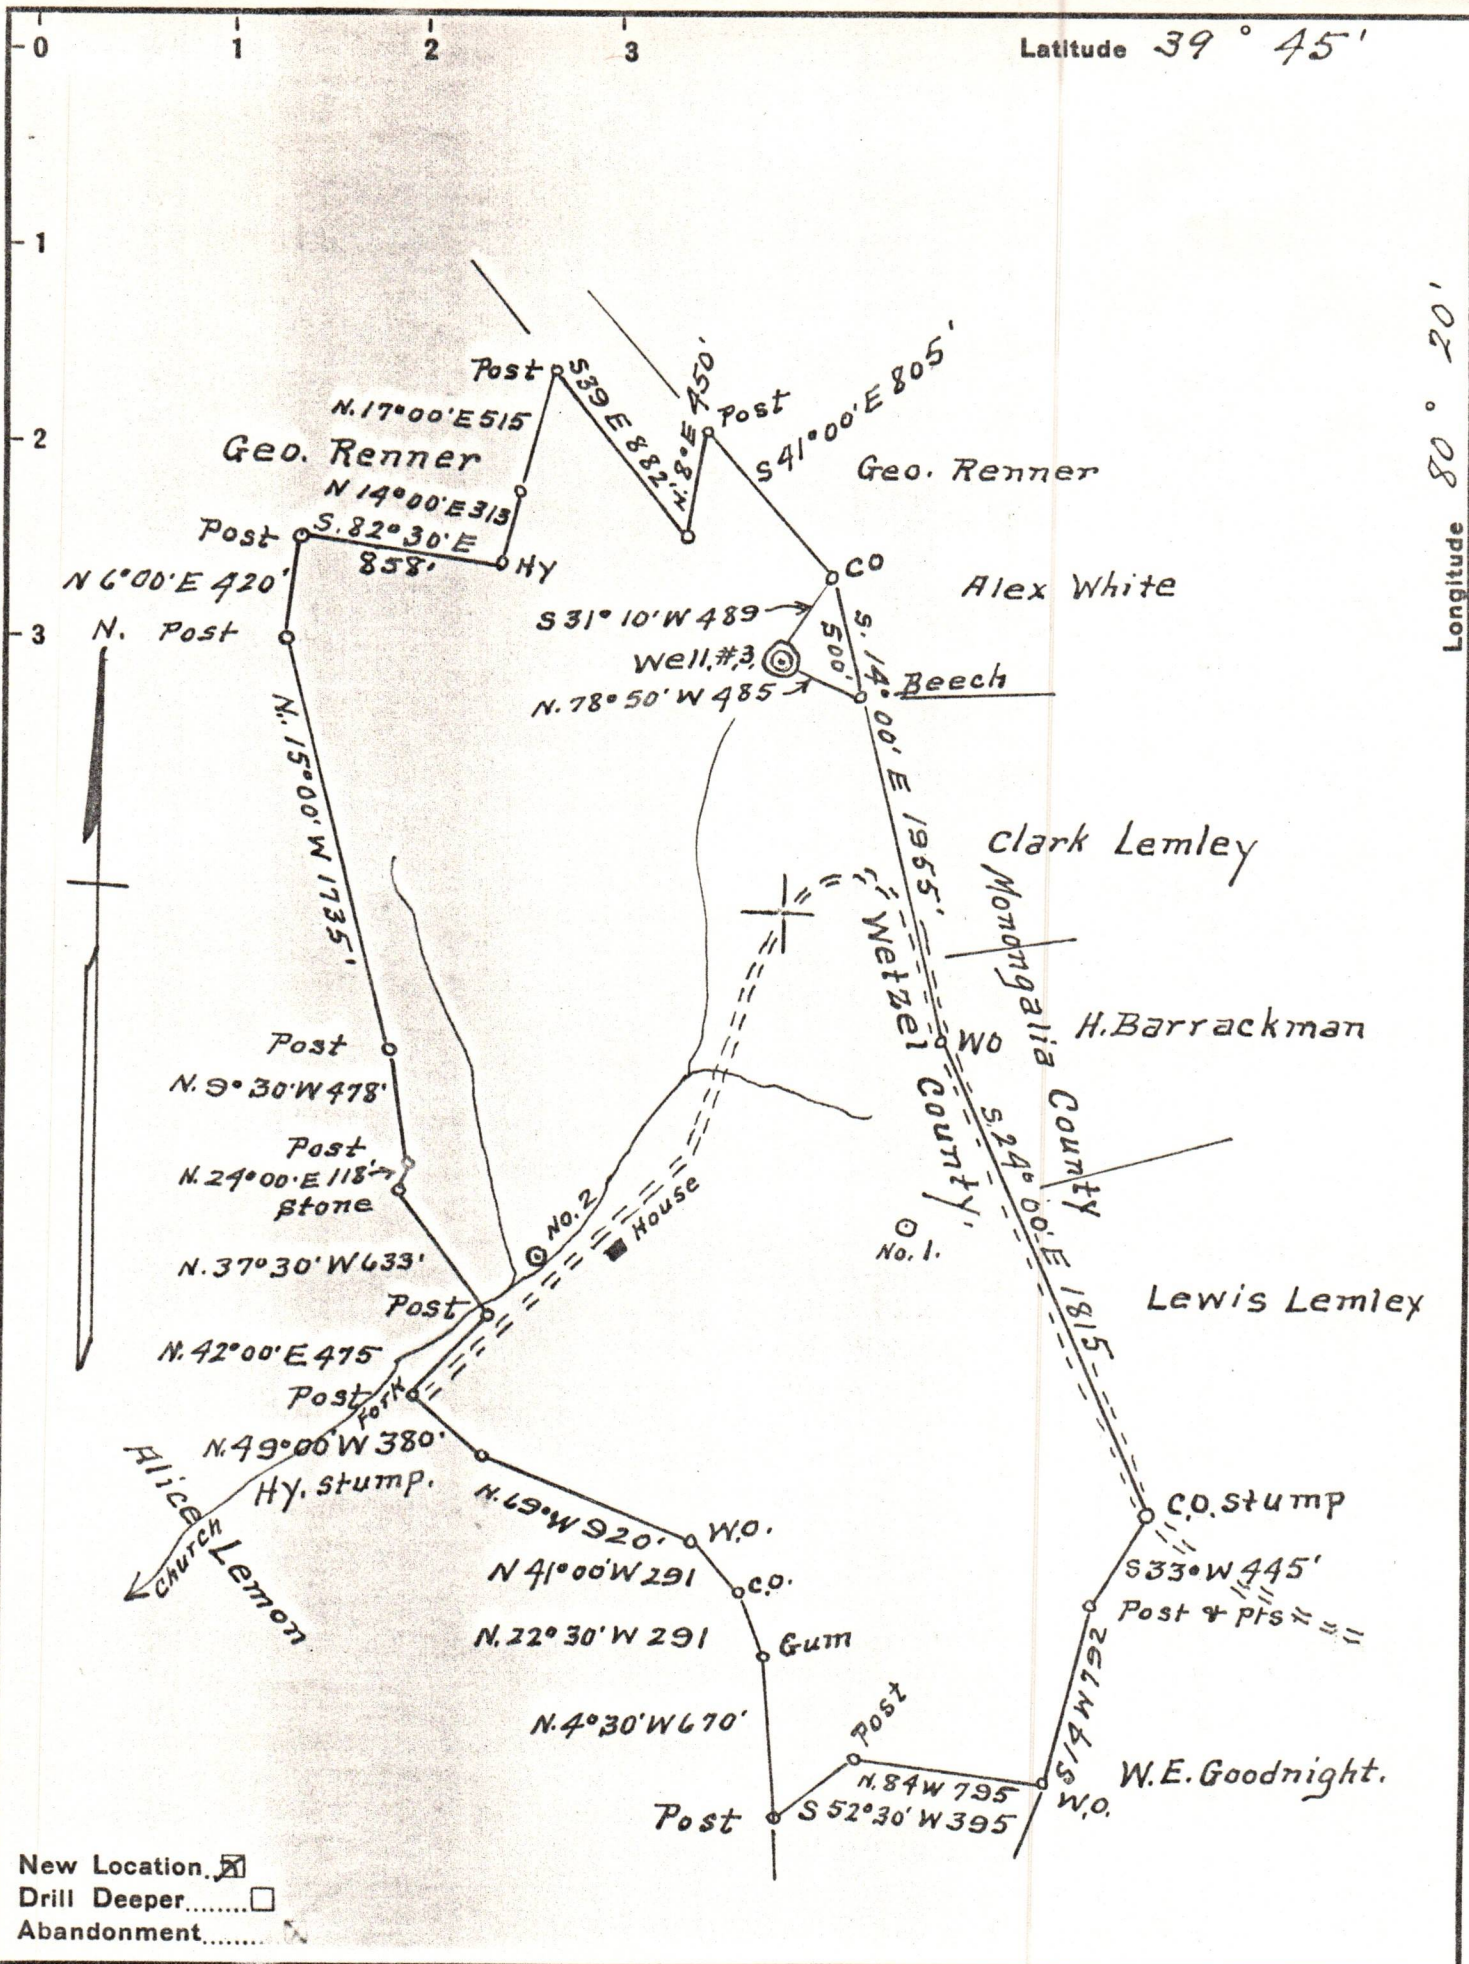 0 1 2 3 Latitude 39° 45'
1
Longitude 80° 20'
Post
S 39 E 882'
N. 8° E 450'
Post
S 41° 00' E 805'
N. 17° 00' E 515
2
Geo. Renner
Geo. Renner
N 14° 00' E 313
Post
S. 82° 30' E
858'
Hy
CO
N 6° 00' E 420'
Alex White
S 31° 10' W 489
3
N.
Post
500'
Well #3
S. 14° 00' E 1955'
Beech
N. 78° 50' W 485
N. 15° 00' W 1735'
Clark Lemley
Wetzel County.
Monongalia County
H. Barrackman
WO
Post
N. 9° 30' W 478'
S. 24° 00' E 1815
Post
N. 24° 00' E 118'
Stone
No. 2
House
No. 1.
N. 37° 30' W 633'
Post
Lewis Lemley
N. 42° 00' E 475
Post
Fork
N. 49° 00' W 380'
Hy. stump.
Alice Lemon
Church
N. 69° W 920'
W.O.
C.O. Stump
N 41° 00' W 291
C.O.
S 33° W 445'
Post & Pts
N. 22° 30' W 291
Gum
S 14 W 792
N. 4° 30' W 670'
Post
N. 84 W 795
W.O.
W.E. Goodnight.
Post
S 52° 30' W 395
New Location..
Drill Deeper........
Abandonment........